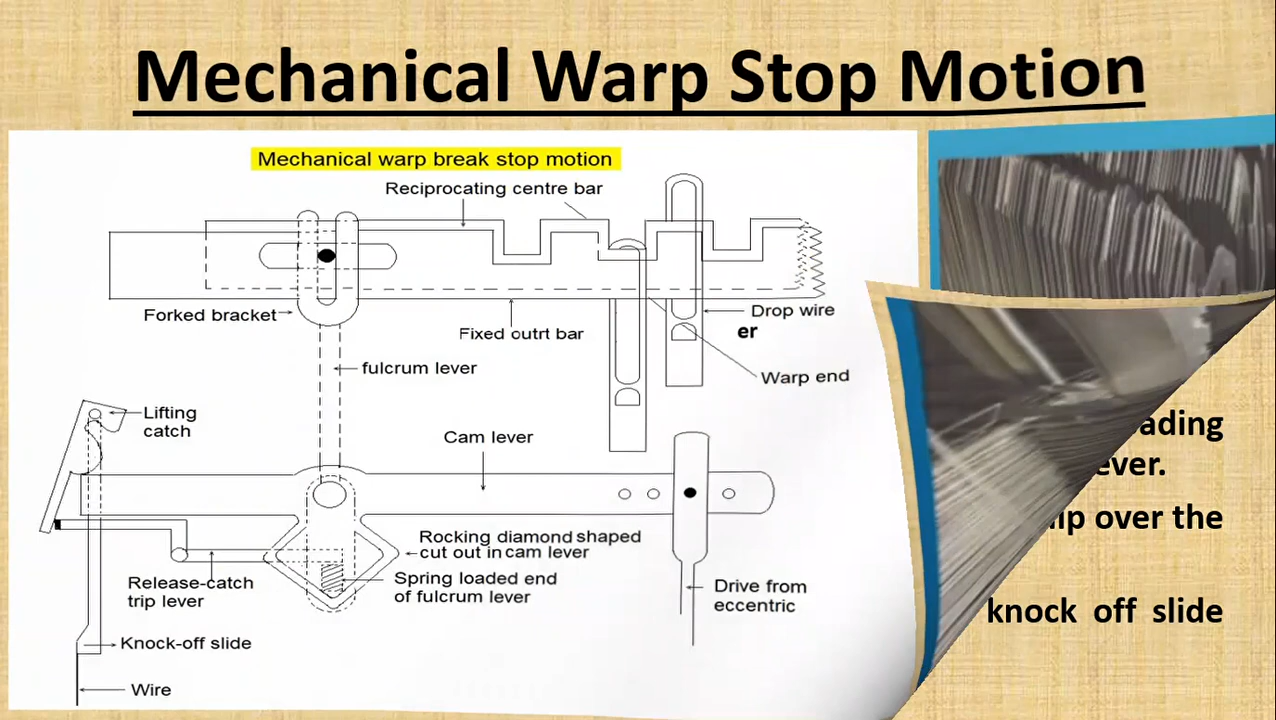 Mechanical Warp Stop Motion
Mechanical warp break stop motion
Reciprocating centre bar
Forked bracket
Fixed outrt bar
Drop wire
er
Warp end
fulcrum lever
Lifting
catch
Cam lever
Rocking diamond shaped
cut out in cam lever
Release-catch
trip lever
Spring loaded end
of fulcrum lever
Drive from
eccentric
Knock-off slide
Wire
over the
knock off slide